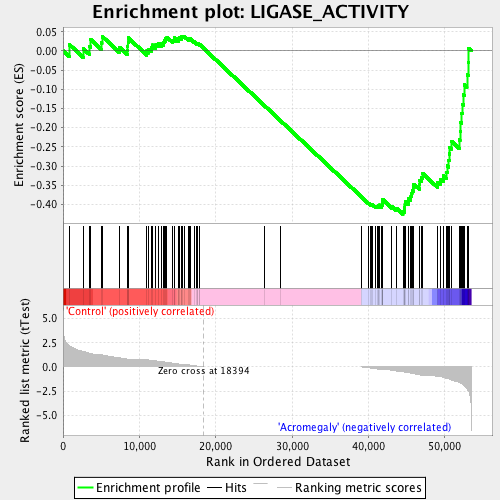 Enrichment plot: LIGASE_ACTIVITY
Enrichment score (ES)
0.05
0.00
-0.05
-0.10
-0.15
-0.20
-0.25
-0.30
-0.35
-0.40
Ranked list metric (tTest)
5.0
2.5
0.0
-2.5
-5.0
'Control' (positively correlated)
Zero cross at 18394
'Acromegaly' (negatively correlated)
0
10,000
20,000
30,000
40,000
50,000
Rank in Ordered Dataset
Enrichment profile
Hits
Ranking metric scores